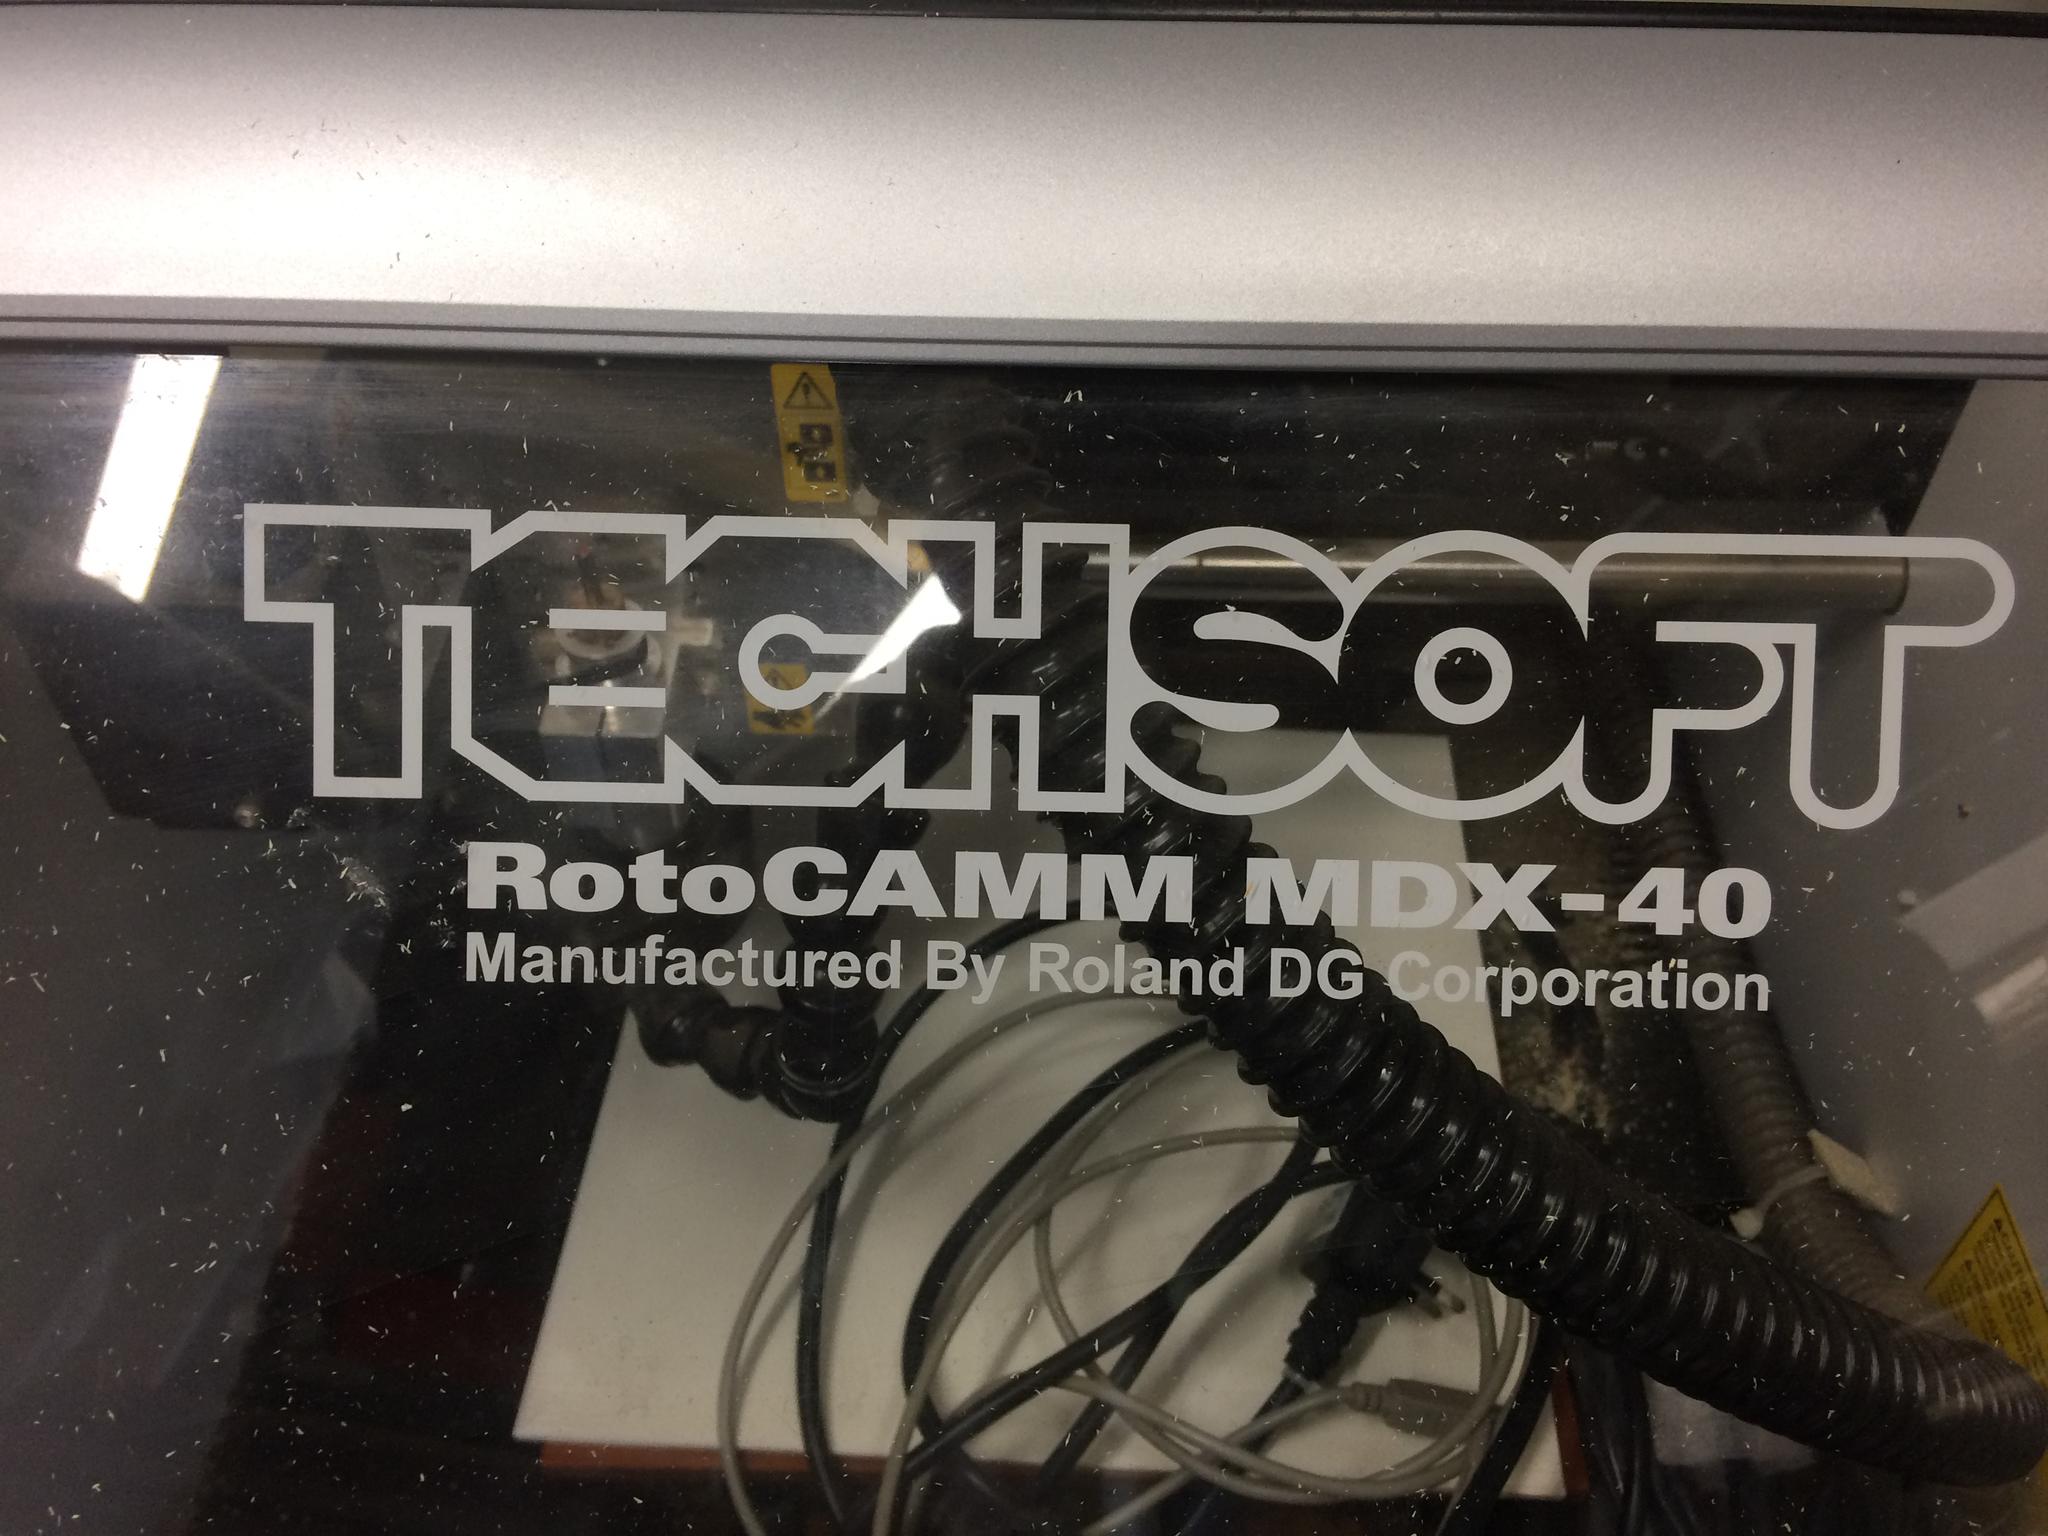 TECHSOFT
RotoCAMM MDX-40
Manufactured By Roland DG Corporation